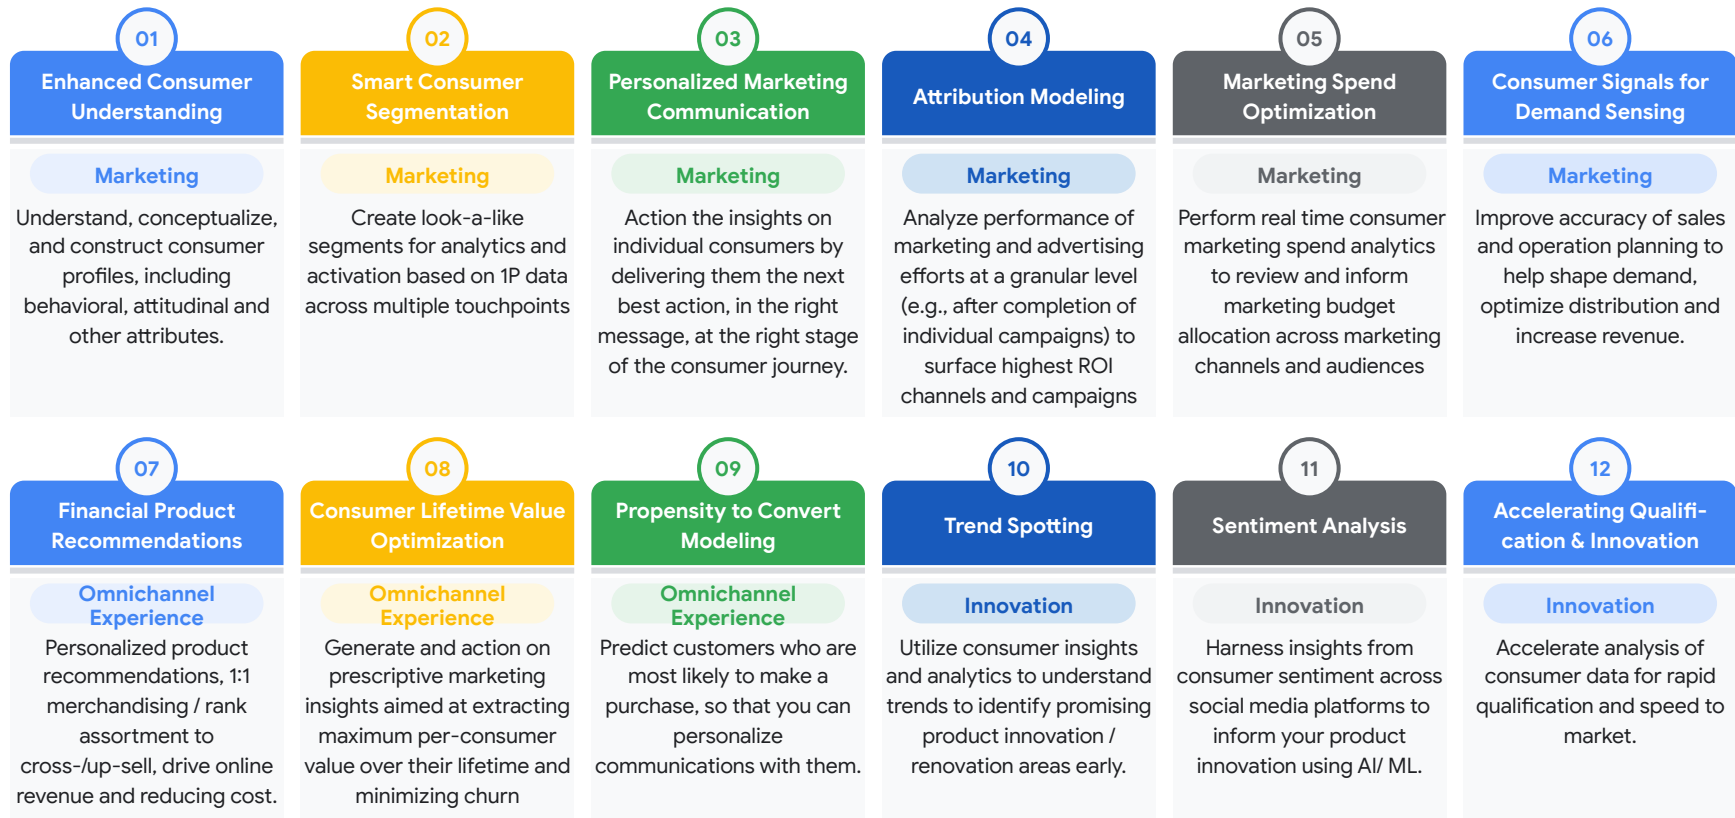 01
Enhanced Consumer
Understanding
Marketing
Understand, conceptualize,
and construct consumer
profiles, including
behavioral, attitudinal and
other attributes.
02
Smart Consumer
Segmentation
Marketing
Create look-a-like
segments for analytics and
activation based on 1P data
across multiple touchpoints
03
Personalized Marketing
Communication
Marketing
Action the insights on
individual consumers by
delivering them the next
best action, in the right
message, at the right stage
of the consumer journey.
04
Attribution Modeling
Marketing
Analyze performance of
marketing and advertising
efforts at a granular level
(e.g., after completion of
individual campaigns) to
surface highest ROI
channels and campaigns
05
Marketing Spend
Optimization
Marketing
Perform real time consumer
marketing spend analytics
to review and inform
marketing budget
allocation across marketing
channels and audiences
06
Consumer Signals for
Demand Sensing
Marketing
Improve accuracy of sales
and operation planning to
help shape demand,
optimize distribution and
increase revenue.
07
Financial Product
Recommendations
Omnichannel
Experience
Personalized product
recommendations, 1:1
merchandising / rank
assortment to
cross-/up-sell, drive online
revenue and reducing cost.
08
Consumer Lifetime Value
Optimization
Omnichannel
Experience
Generate and action on
prescriptive marketing
insights aimed at extracting
maximum per-consumer
value over their lifetime and
minimizing churn
09
Propensity to Convert
Modeling
Omnichannel
Experience
Predict customers who are
most likely to make a
purchase, so that you can
personalize
communications with them.
10
Trend Spotting
Innovation
Utilize consumer insights
and analytics to understand
trends to identify promising
product innovation /
renovation areas early.
11
Sentiment Analysis
Innovation
Harness insights from
consumer sentiment across
social media platforms to
inform your product
innovation using AI/ ML.
12
Accelerating Qualifi-
cation & Innovation
Innovation
Accelerate analysis of
consumer data for rapid
qualification and speed to
market.